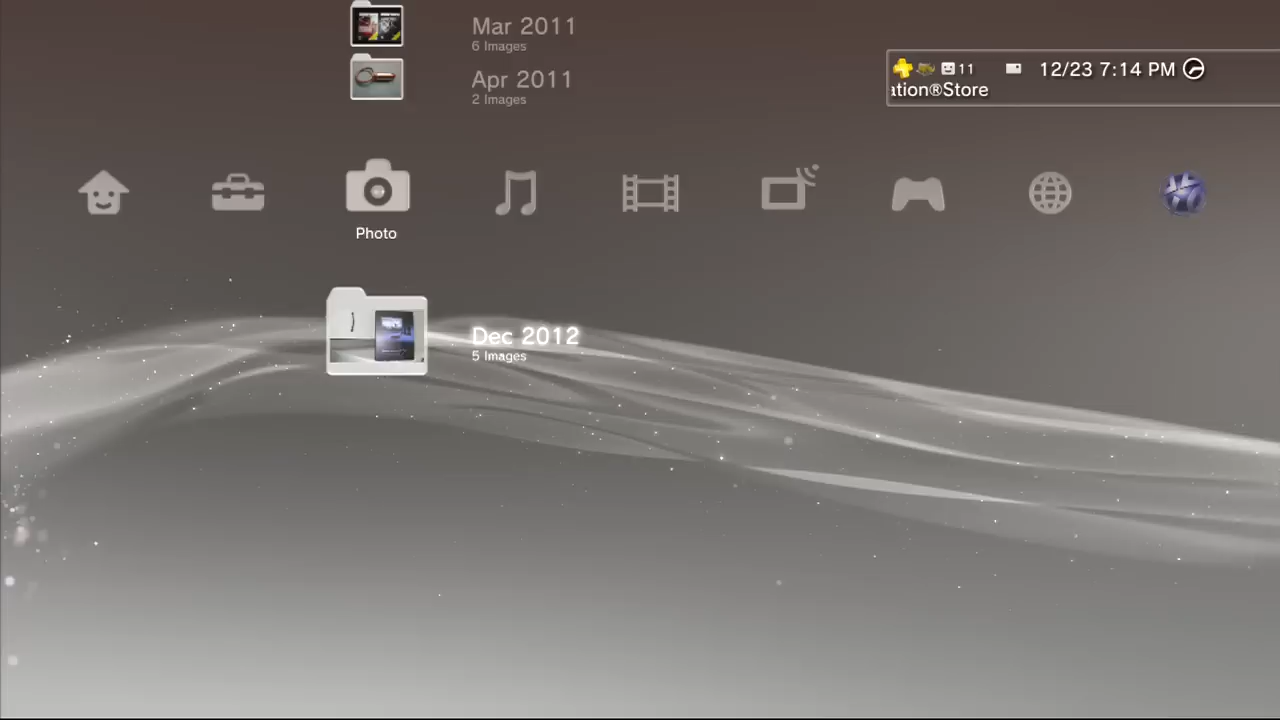 Mar 2011
6 Images
Apr 2011
2 Images
11
12/23 7:14 PM
ation®Store
Photo
Dec 2012
5 Images